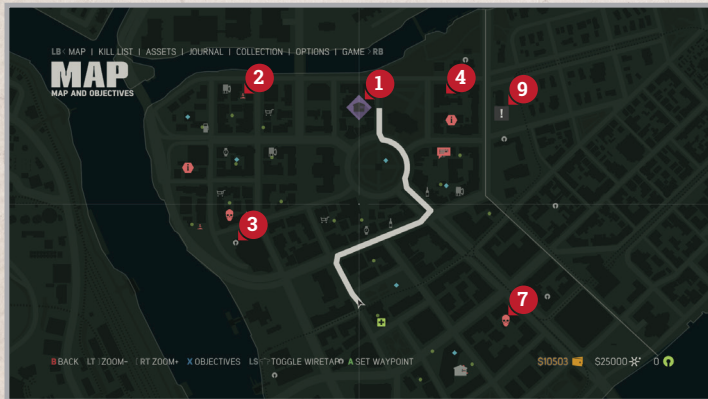 LB MAP | KILL LIST | ASSETS | JOURNAL | COLLECTION | OPTIONS | GAME RB
MAP
MAP AND OBJECTIVES
2
1
4
9
!
i
i
3
7
B BACK LT ZOOM- RT ZOOM+ X OBJECTIVES LS TOGGLE WIRETAP A SET WAYPOINT $10503 $25000 0